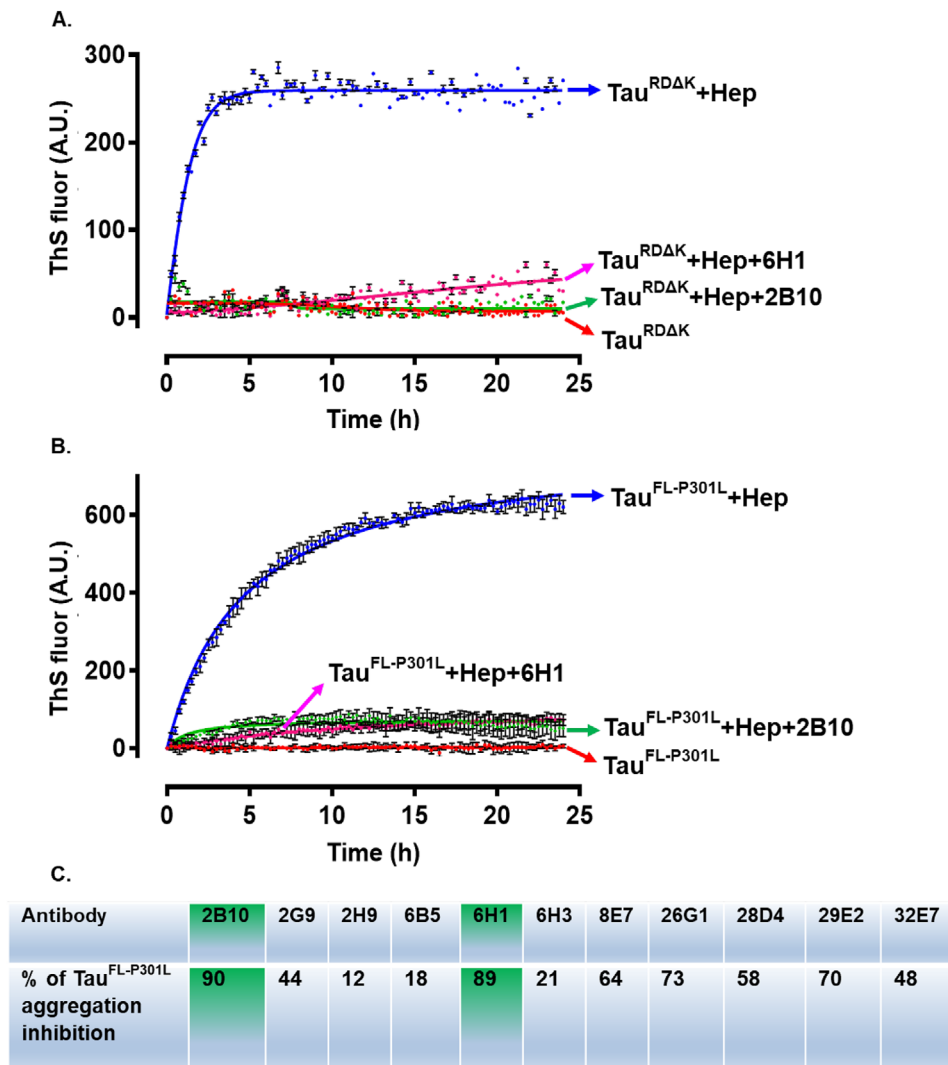 A.
ThS fluor (A.U.)
300
200
100
0
Tau^RDΔK+Hep
Tau^RDΔK+Hep+6H1
Tau^RDΔK+Hep+2B10
Tau^RDΔK
0 5 10 15 20 25
Time (h)
B.
ThS fluor (A.U.)
600
400
200
0
Tau^FL-P301L+Hep
Tau^FL-P301L+Hep+6H1
Tau^FL-P301L+Hep+2B10
Tau^FL-P301L
0 5 10 15 20 25
Time (h)
C.
Antibody 2B10 2G9 2H9 6B5 6H1 6H3 8E7 26G1 28D4 29E2 32E7
% of Tau^FL-P301L 90 44 12 18 89 21 64 73 58 70 48
aggregation
inhibition